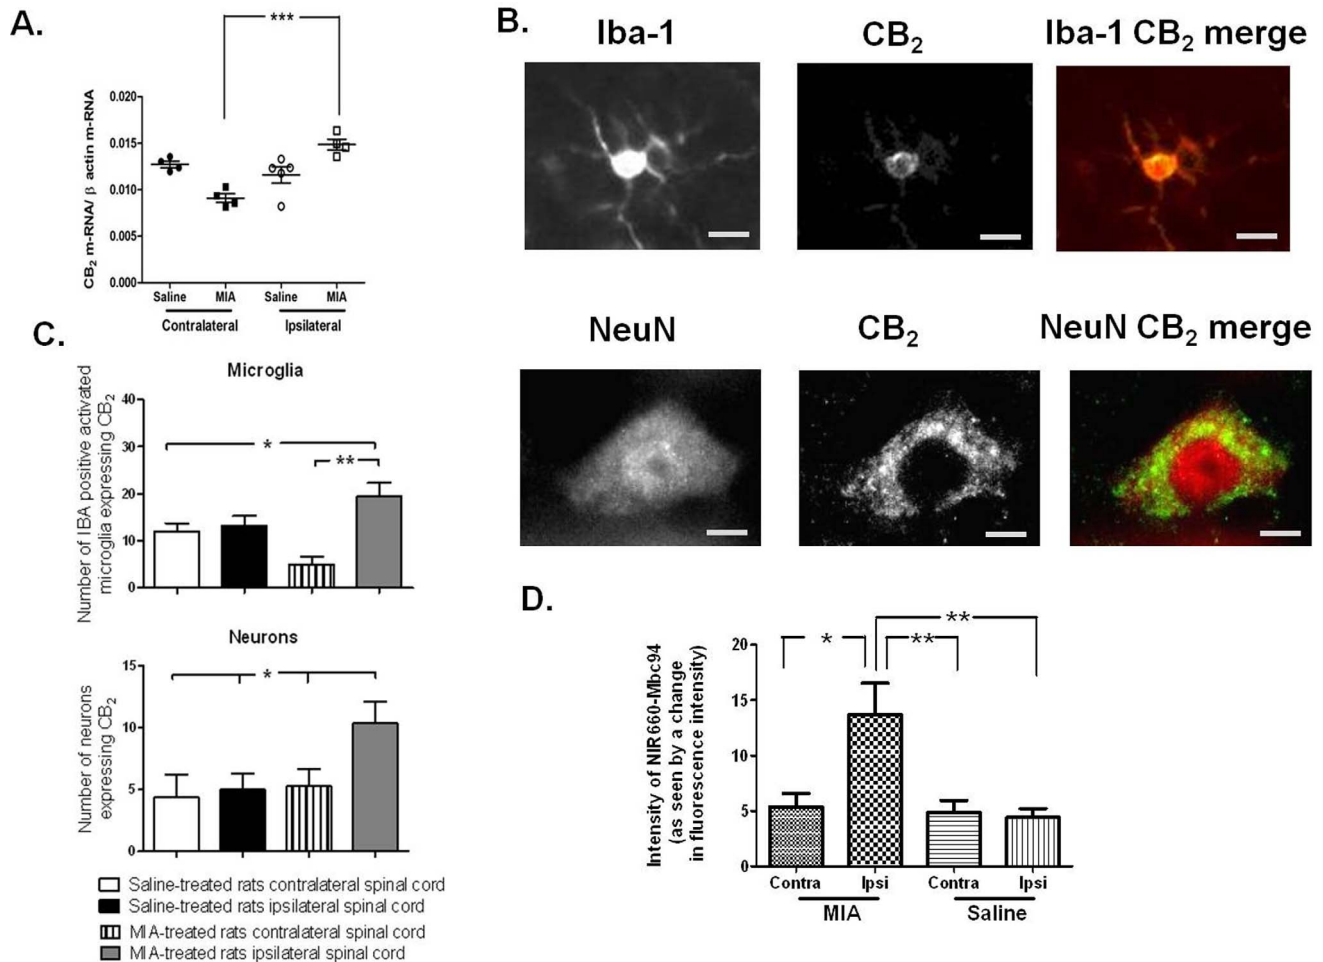 A.
***
CB₂ m-RNA/ β actin m-RNA
0.020
0.015
0.010
0.005
0.000
Saline MIA Saline MIA
Contralateral Ipsilateral
B.
Iba-1 CB₂ Iba-1 CB₂ merge
NeuN CB₂ NeuN CB₂ merge
C.
Microglia
Number of IBA positive activated
microglia expressing CB₂
40
30
20
10
0
*
**
Neurons
Number of neurons
expressing CB₂
15
10
5
0
*
Saline-treated rats contralateral spinal cord
Saline-treated rats ipsilateral spinal cord
MIA-treated rats contralateral spinal cord
MIA-treated rats ipsilateral spinal cord
D.
Intensity of NIR660-Mbc94
(as seen by a change
in fluorescence intensity)
20
15
10
5
0
**
* **
Contra Ipsi Contra Ipsi
MIA Saline